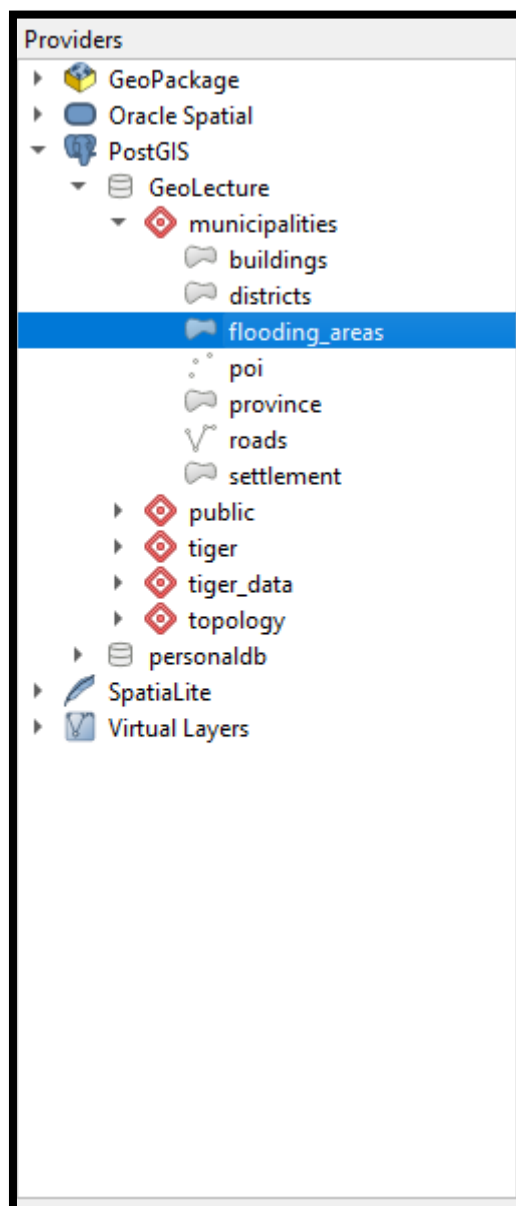 Providers
GeoPackage
Oracle Spatial
PostGIS
GeoLecture
municipalities
buildings
districts
flooding_areas
poi
province
roads
settlement
public
tiger
tiger_data
topology
personaldb
SpatiaLite
Virtual Layers